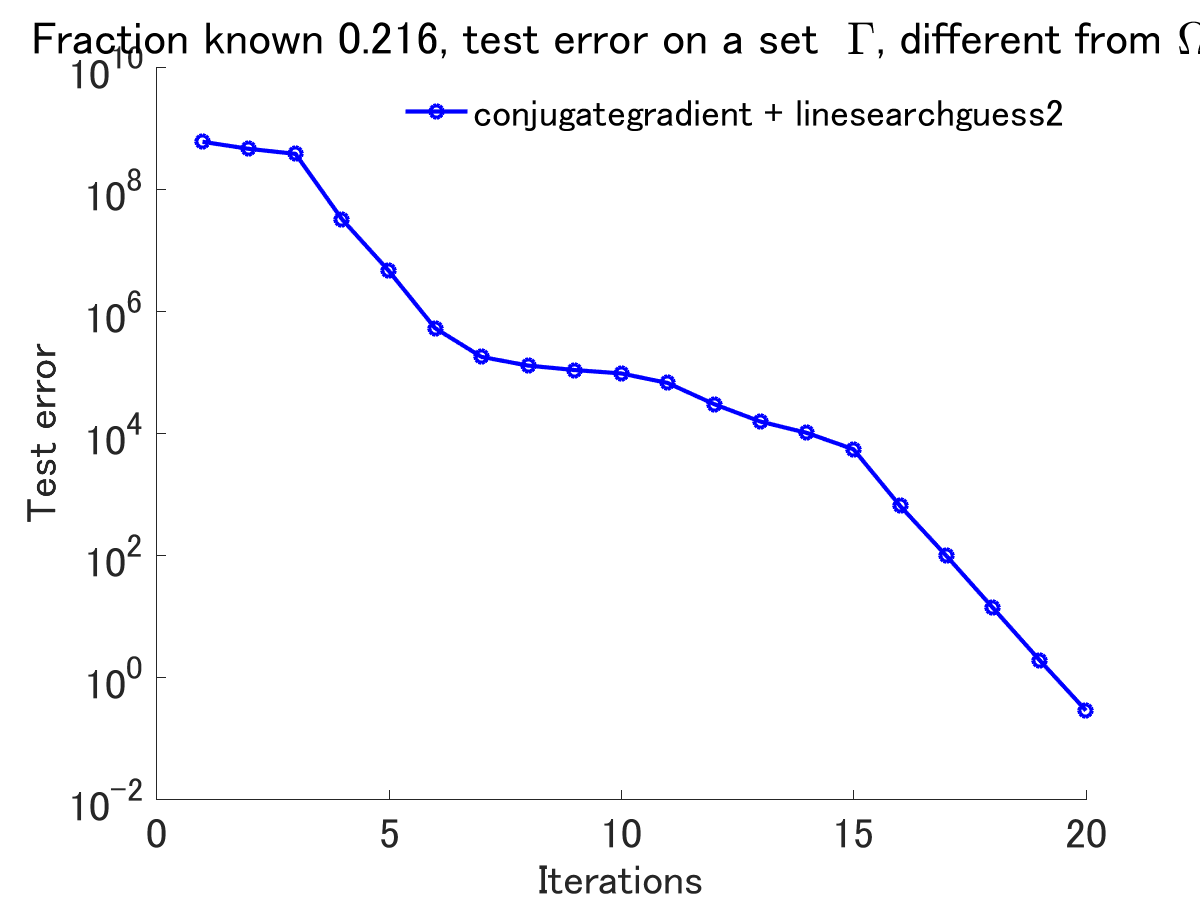 Fraction known 0.216, test error on a set Γ, different from Ω
10^10
conjugategradient + linesearchguess2
10^8
10^6
10^4
10^2
10^0
10^-2
Test error
0 5 10 15 20
Iterations